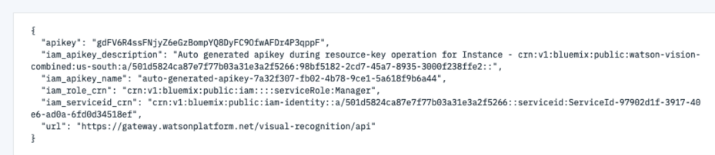 {
"apikey": "gdFV6R4ssFNjyZ6eGzBompYQ8DyFC9OfwAFDr4P3qppF",
"iam_apikey_description": "Auto generated apikey during resource-key operation for Instance - crn:v1:bluemix:public:watson-vision-
combined:us-south:a/501d5824ca87e7f77b03a31e3a2f5266:98bf5182-2cd7-45a7-8935-3000f238ffe2::",
"iam_apikey_name": "auto-generated-apikey-7a32f307-fb02-4b78-9ce1-5a618f9b6a44",
"iam_role_crn": "crn:v1:bluemix:public:iam::::serviceRole:Manager",
"iam_serviceid_crn": "crn:v1:bluemix:public:iam-identity::a/501d5824ca87e7f77b03a31e3a2f5266::serviceid:ServiceId-97902d1f-3917-40
e6-ad0a-6fd0d34518ef",
"url": "https://gateway.watsonplatform.net/visual-recognition/api"
}